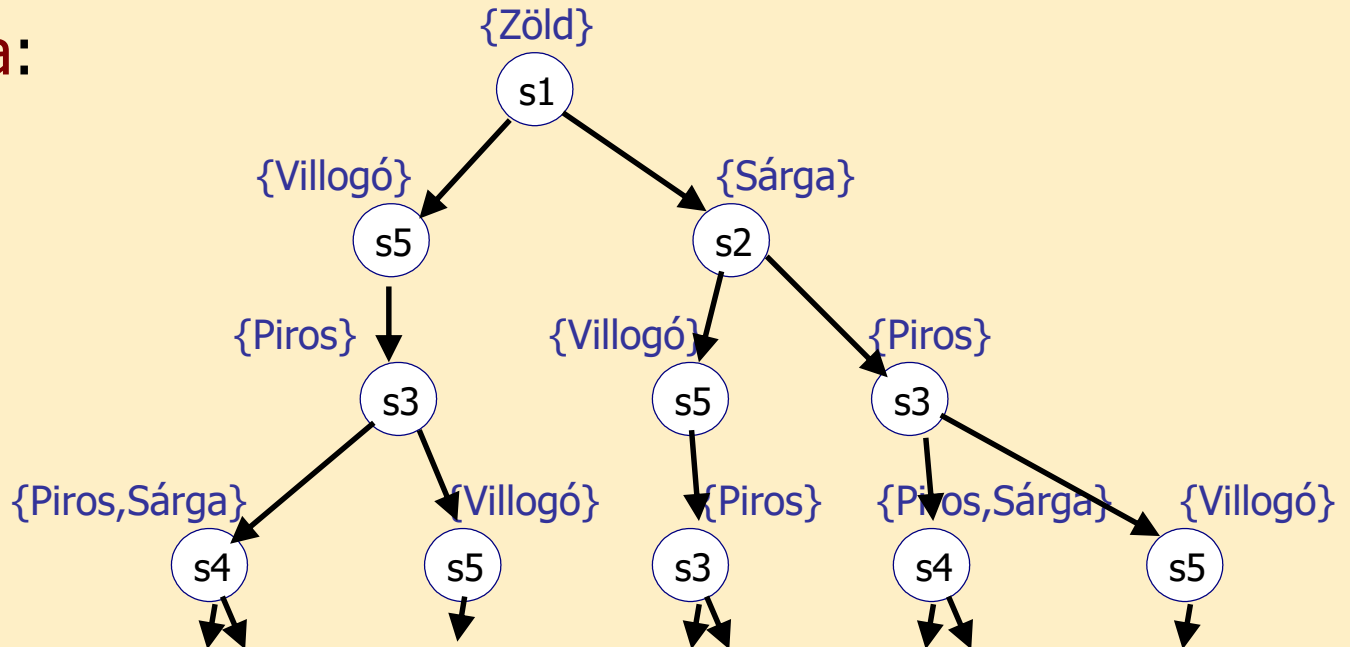 a:
{Zöld}
s1
{Villogó} {Sárga}
s5 s2
{Piros} {Villogó} {Piros}
s3 s5 s3
{Piros,Sárga} {Villogó} {Piros} {Piros,Sárga} {Villogó}
s4 s5 s3 s4 s5